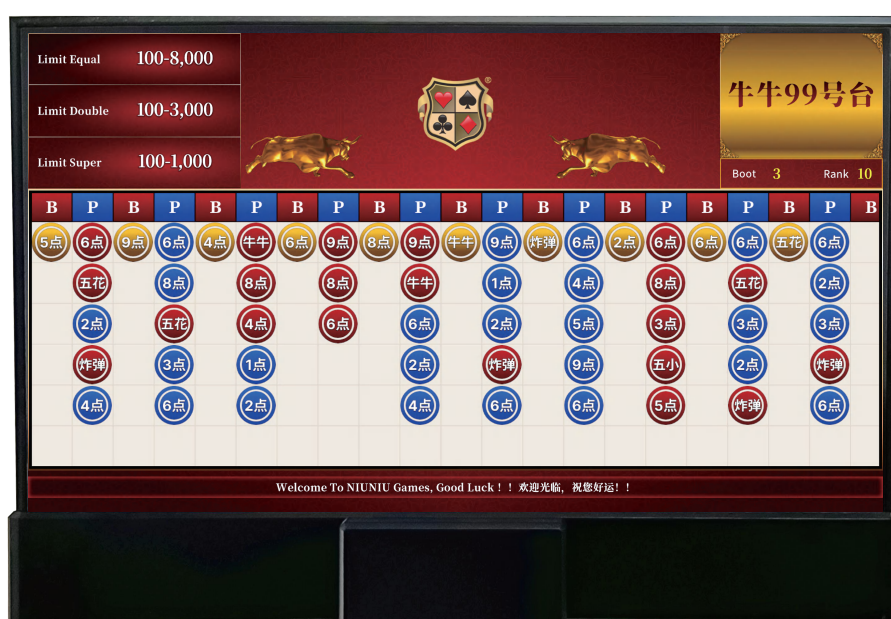 Limit Equal 100-8,000
Limit Double 100-3,000
Limit Super 100-1,000
®
牛牛99号台
Boot 3 Rank 10
B P B P B P B P B P B P B P B P B P B P B
5点 6点 9点 6点 4点 牛牛 6点 9点 8点 9点 牛牛 9点 炸弹 6点 2点 6点 6点 6点 五花 6点
五花 8点 8点 8点 牛牛 1点 4点 8点 五花 2点
2点 五花 4点 6点 6点 2点 5点 3点 3点 3点
炸弹 3点 1点 2点 炸弹 9点 五小 2点 炸弹
4点 6点 2点 4点 6点 6点 5点 炸弹 6点
Welcome To NIUNIU Games, Good Luck！！欢迎光临，祝您好运！！